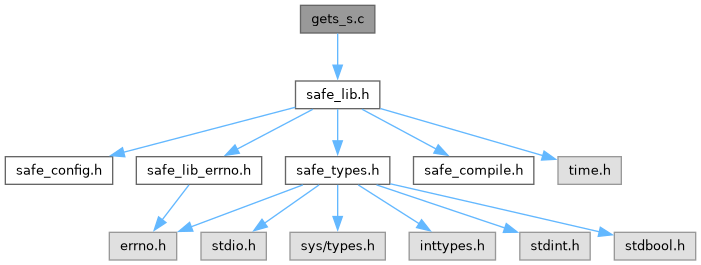 gets_s.c
safe_lib.h
safe_config.h
safe_lib_errno.h
safe_types.h
safe_compile.h
time.h
errno.h
stdio.h
sys/types.h
inttypes.h
stdint.h
stdbool.h